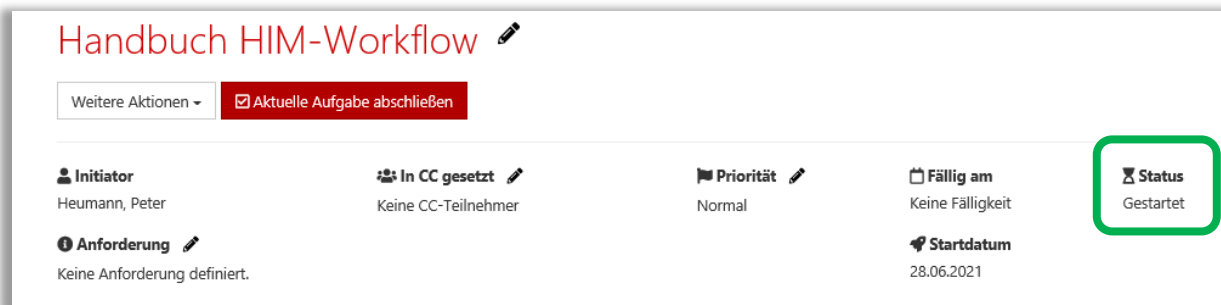 Handbuch HIM-Workflow
Weitere Aktionen
Aktuelle Aufgabe abschließen
Initiator
Heumann, Peter
In CC gesetzt
Keine CC-Teilnehmer
Priorität
Normal
Fällig am
Keine Fälligkeit
Status
Gestartet
Anforderung
Keine Anforderung definiert.
Startdatum
28.06.2021